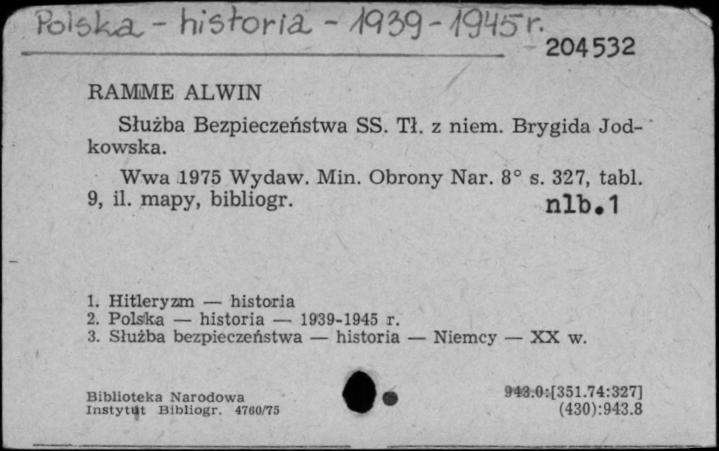 Polska - historia - 1939-1945 r.
204532
RAMME ALWIN
Służba Bezpieczeństwa SS. Tł. z niem. Brygida Jod-
kowska.
Wwa 1975 Wydaw. Min. Obrony Nar. 8° s. 327, tabl.
9, il. mapy, bibliogr.
nlb.1
1. Hitleryzm — historia
2. Polska — historia — 1939-1945 r.
3. Służba bezpieczeństwa — historia — Niemcy — XX w.
Biblioteka Narodowa
Instytut Bibliogr. 4760/75
943.0:[351.74:327]
(430):943.8